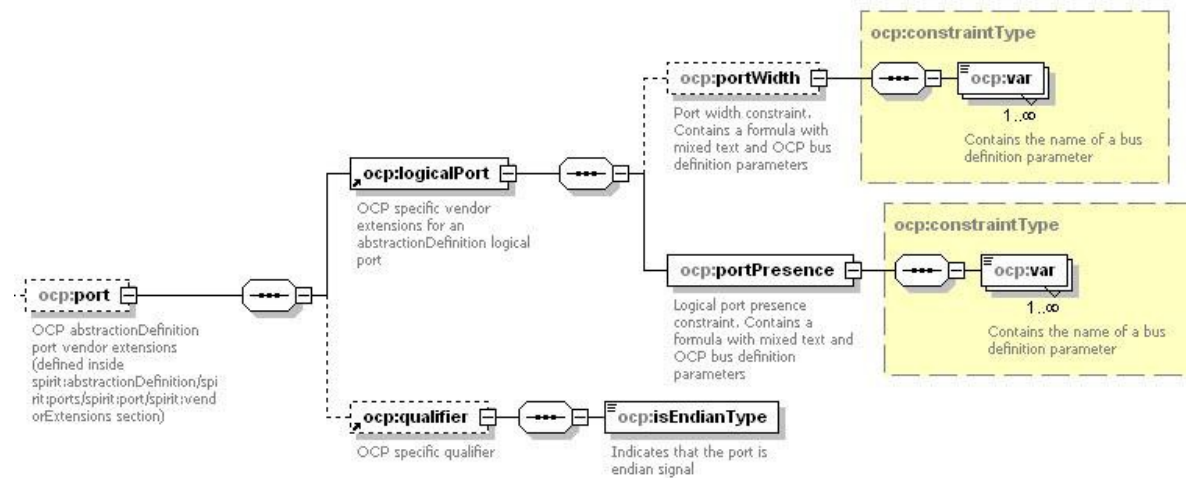 ocp:constraintType
ocp:portWidth
ocp:var
1..∞
Port width constraint.
Contains a formula with
mixed text and OCP bus
definition parameters
Contains the name of a bus
definition parameter
ocp:logicalPort
OCP specific vendor
extensions for an
abstractionDefinition logical
port
ocp:constraintType
ocp:portPresence
ocp:var
1..∞
Logical port presence
constraint. Contains a
formula with mixed text and
OCP bus definition
parameters
Contains the name of a bus
definition parameter
ocp:port
OCP abstractionDefinition
port vendor extensions
(defined inside
spirit:abstractionDefinition/spi
rit:ports/spirit:port/spirit:vend
orExtensions section)
ocp:qualifier
OCP specific qualifier
ocp:isEndianType
Indicates that the port is
endian signal